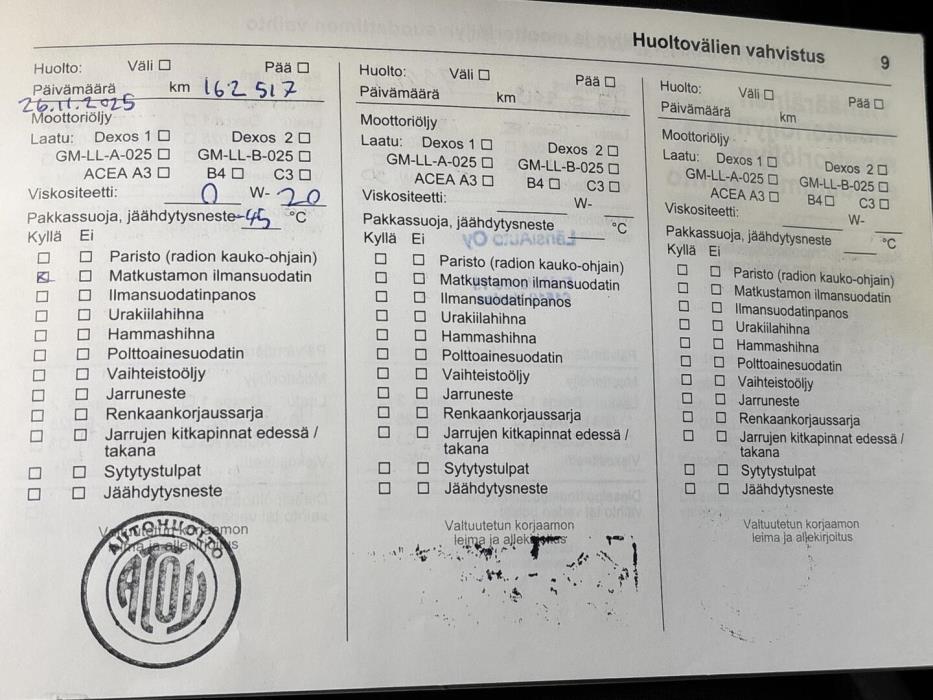 Huoltovälien vahvistus 9
Huolto: Väli ☐ Pää ☐
Päivämäärä km 162 517
26.11.2025
Moottoriöljy
Laatu: Dexos 1 ☐ Dexos 2 ☐
GM-LL-A-025 ☐ GM-LL-B-025 ☐
ACEA A3 ☐ B4 ☐ C3 ☐
Viskositeetti: 0 W- 20
Pakkassuoja, jäähdytysneste -45 °C
Kyllä Ei
☐ ☐ Paristo (radion kauko-ohjain)
☒ ☐ Matkustamon ilmansuodatin
☐ ☐ Ilmansuodatinpanos
☐ ☐ Urakiilahihna
☐ ☐ Hammashihna
☐ ☐ Polttoainesuodatin
☐ ☐ Vaihteistoöljy
☐ ☐ Jarruneste
☐ ☐ Renkaankorjaussarja
☐ ☐ Jarrujen kitkapinnat edessä /
takana
☐ ☐ Sytytystulpat
☐ ☐ Jäähdytysneste
Valtuutetun korjaamon
leima ja allekirjoitus
AUTOHUOLTO
Huolto: Väli ☐ Pää ☐
Päivämäärä km
Moottoriöljy
Laatu: Dexos 1 ☐ Dexos 2 ☐
GM-LL-A-025 ☐ GM-LL-B-025 ☐
ACEA A3 ☐ B4 ☐ C3 ☐
Viskositeetti: W-
Pakkassuoja, jäähdytysneste °C
Kyllä Ei
☐ ☐ Paristo (radion kauko-ohjain)
☐ ☐ Matkustamon ilmansuodatin
☐ ☐ Ilmansuodatinpanos
☐ ☐ Urakiilahihna
☐ ☐ Hammashihna
☐ ☐ Polttoainesuodatin
☐ ☐ Vaihteistoöljy
☐ ☐ Jarruneste
☐ ☐ Renkaankorjaussarja
☐ ☐ Jarrujen kitkapinnat edessä /
takana
☐ ☐ Sytytystulpat
☐ ☐ Jäähdytysneste
Valtuutetun korjaamon
leima ja allekirjoitus
Huolto: Väli ☐ Pää ☐
Päivämäärä km
Moottoriöljy
Laatu: Dexos 1 ☐ Dexos 2 ☐
GM-LL-A-025 ☐ GM-LL-B-025 ☐
ACEA A3 ☐ B4 ☐ C3 ☐
Viskositeetti: W-
Pakkassuoja, jäähdytysneste °C
Kyllä Ei
☐ ☐ Paristo (radion kauko-ohjain)
☐ ☐ Matkustamon ilmansuodatin
☐ ☐ Ilmansuodatinpanos
☐ ☐ Urakiilahihna
☐ ☐ Hammashihna
☐ ☐ Polttoainesuodatin
☐ ☐ Vaihteistoöljy
☐ ☐ Jarruneste
☐ ☐ Renkaankorjaussarja
☐ ☐ Jarrujen kitkapinnat edessä /
takana
☐ ☐ Sytytystulpat
☐ ☐ Jäähdytysneste
Valtuutetun korjaamon
leima ja allekirjoitus